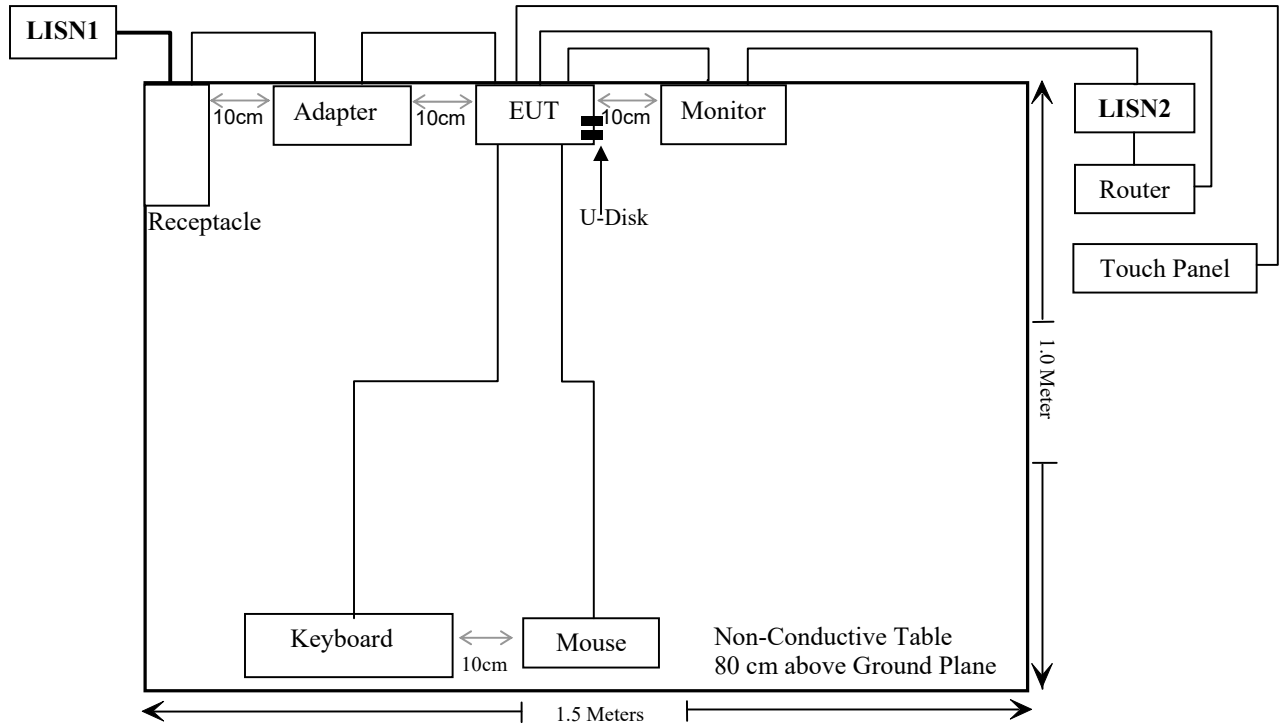 LISN1
10cm
Adapter
10cm
EUT
10cm
Monitor
LISN2
Router
Receptacle
U-Disk
Touch Panel
1.0 Meter
Keyboard
10cm
Mouse
Non-Conductive Table
80 cm above Ground Plane
1.5 Meters